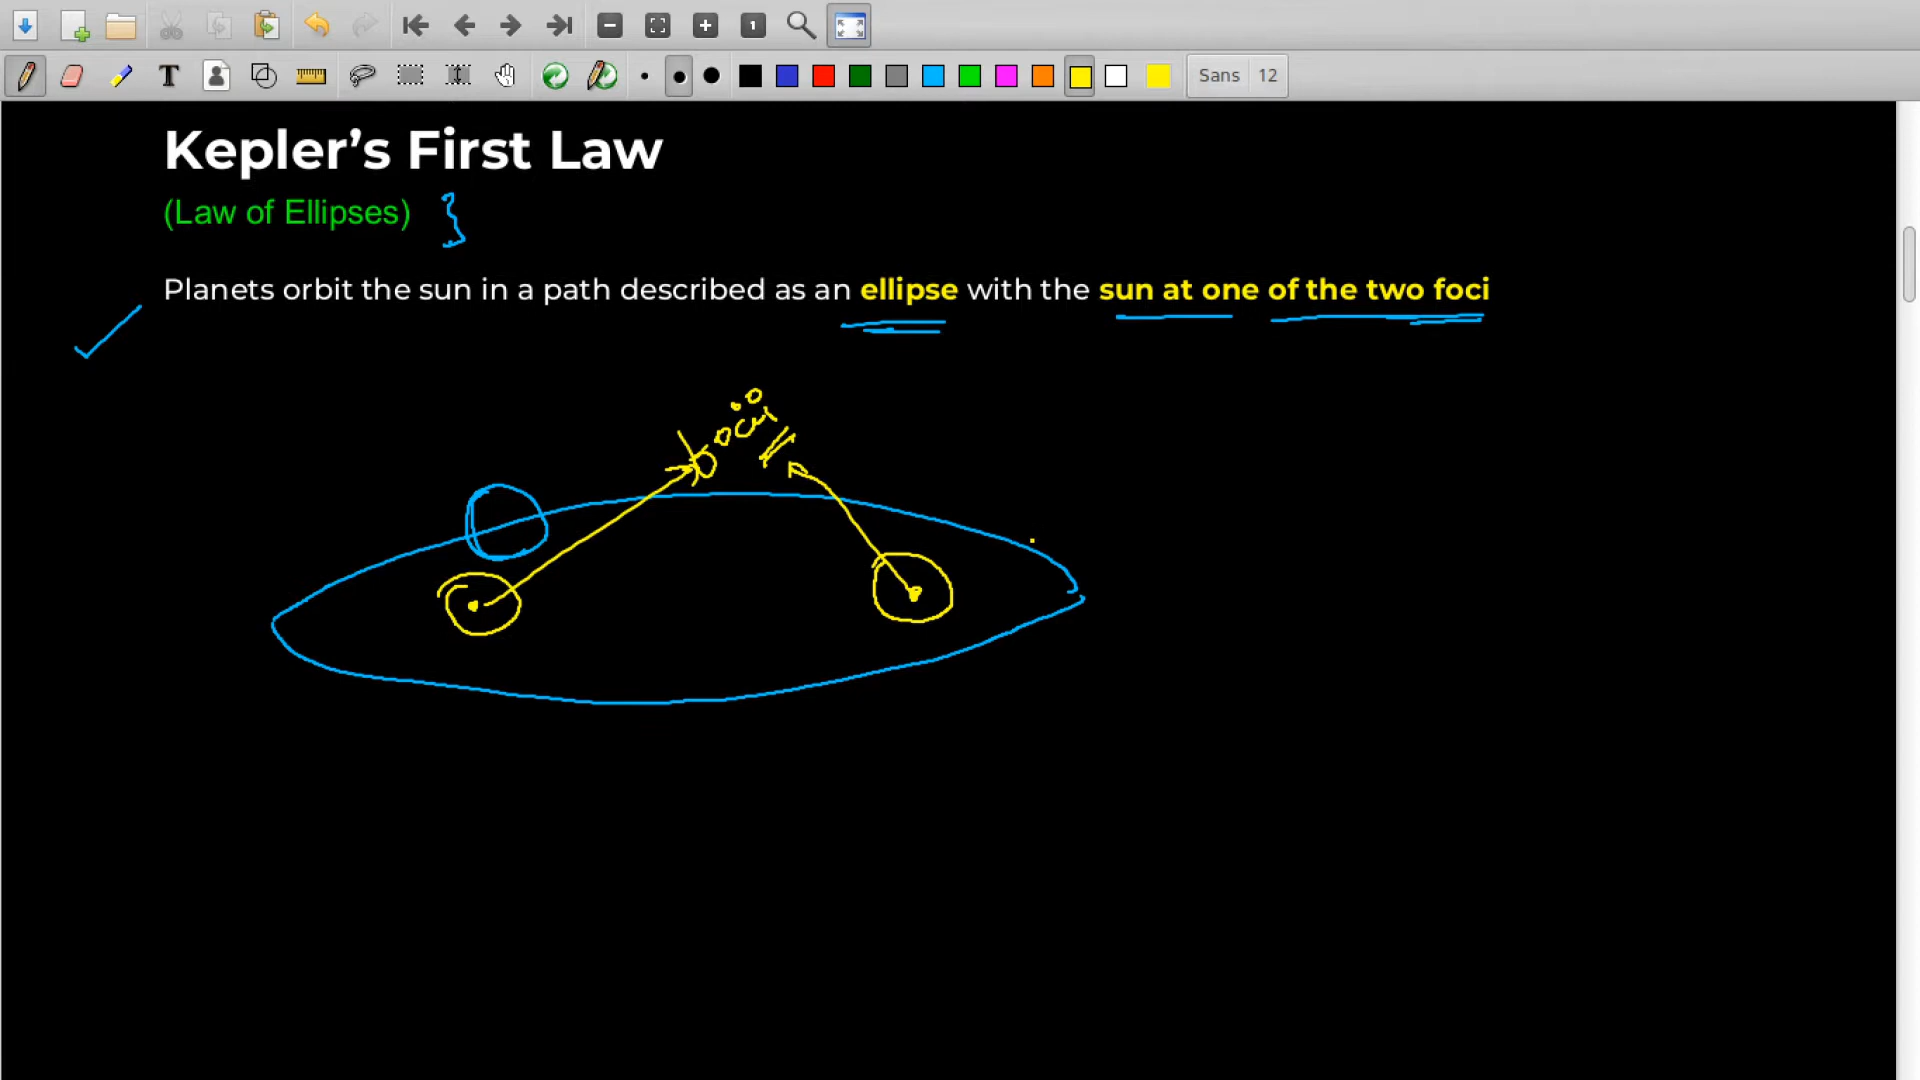 1
T
Sans 12
Kepler’s First Law
(Law of Ellipses)
Planets orbit the sun in a path described as an ellipse with the sun at one of the two foci
foci